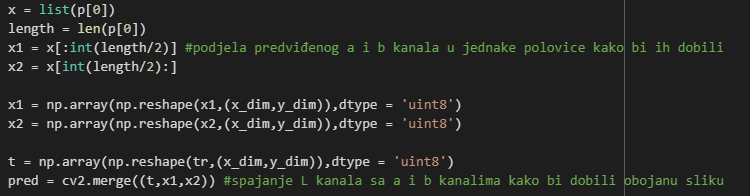 x = list(p[0])
length = len(p[0])
x1 = x[:int(length/2)] #podjela predviđenog a i b kanala u jednake polovice kako bi ih dobili
x2 = x[int(length/2):]
x1 = np.array(np.reshape(x1,(x_dim,y_dim)),dtype = 'uint8')
x2 = np.array(np.reshape(x2,(x_dim,y_dim)),dtype = 'uint8')
t = np.array(np.reshape(tr,(x_dim,y_dim)),dtype = 'uint8')
pred = cv2.merge((t,x1,x2)) #spajanje L kanala sa a i b kanalima kako bi dobili obojanu sliku